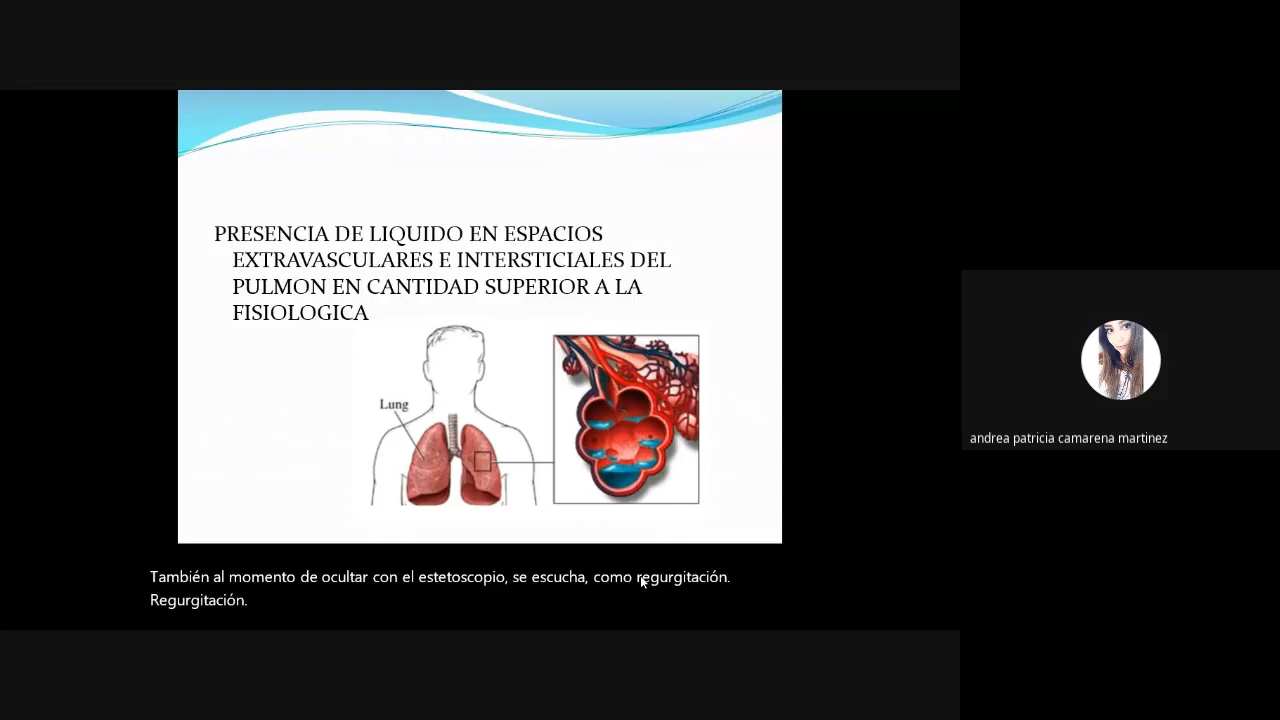 PRESENCIA DE LIQUIDO EN ESPACIOS
EXTRAVASCULARES E INTERSTICIALES DEL
PULMON EN CANTIDAD SUPERIOR A LA
FISIOLOGICA
Lung
andrea patricia camarena martinez
También al momento de ocultar con el estetoscopio, se escucha, como regurgitación.
Regurgitación.